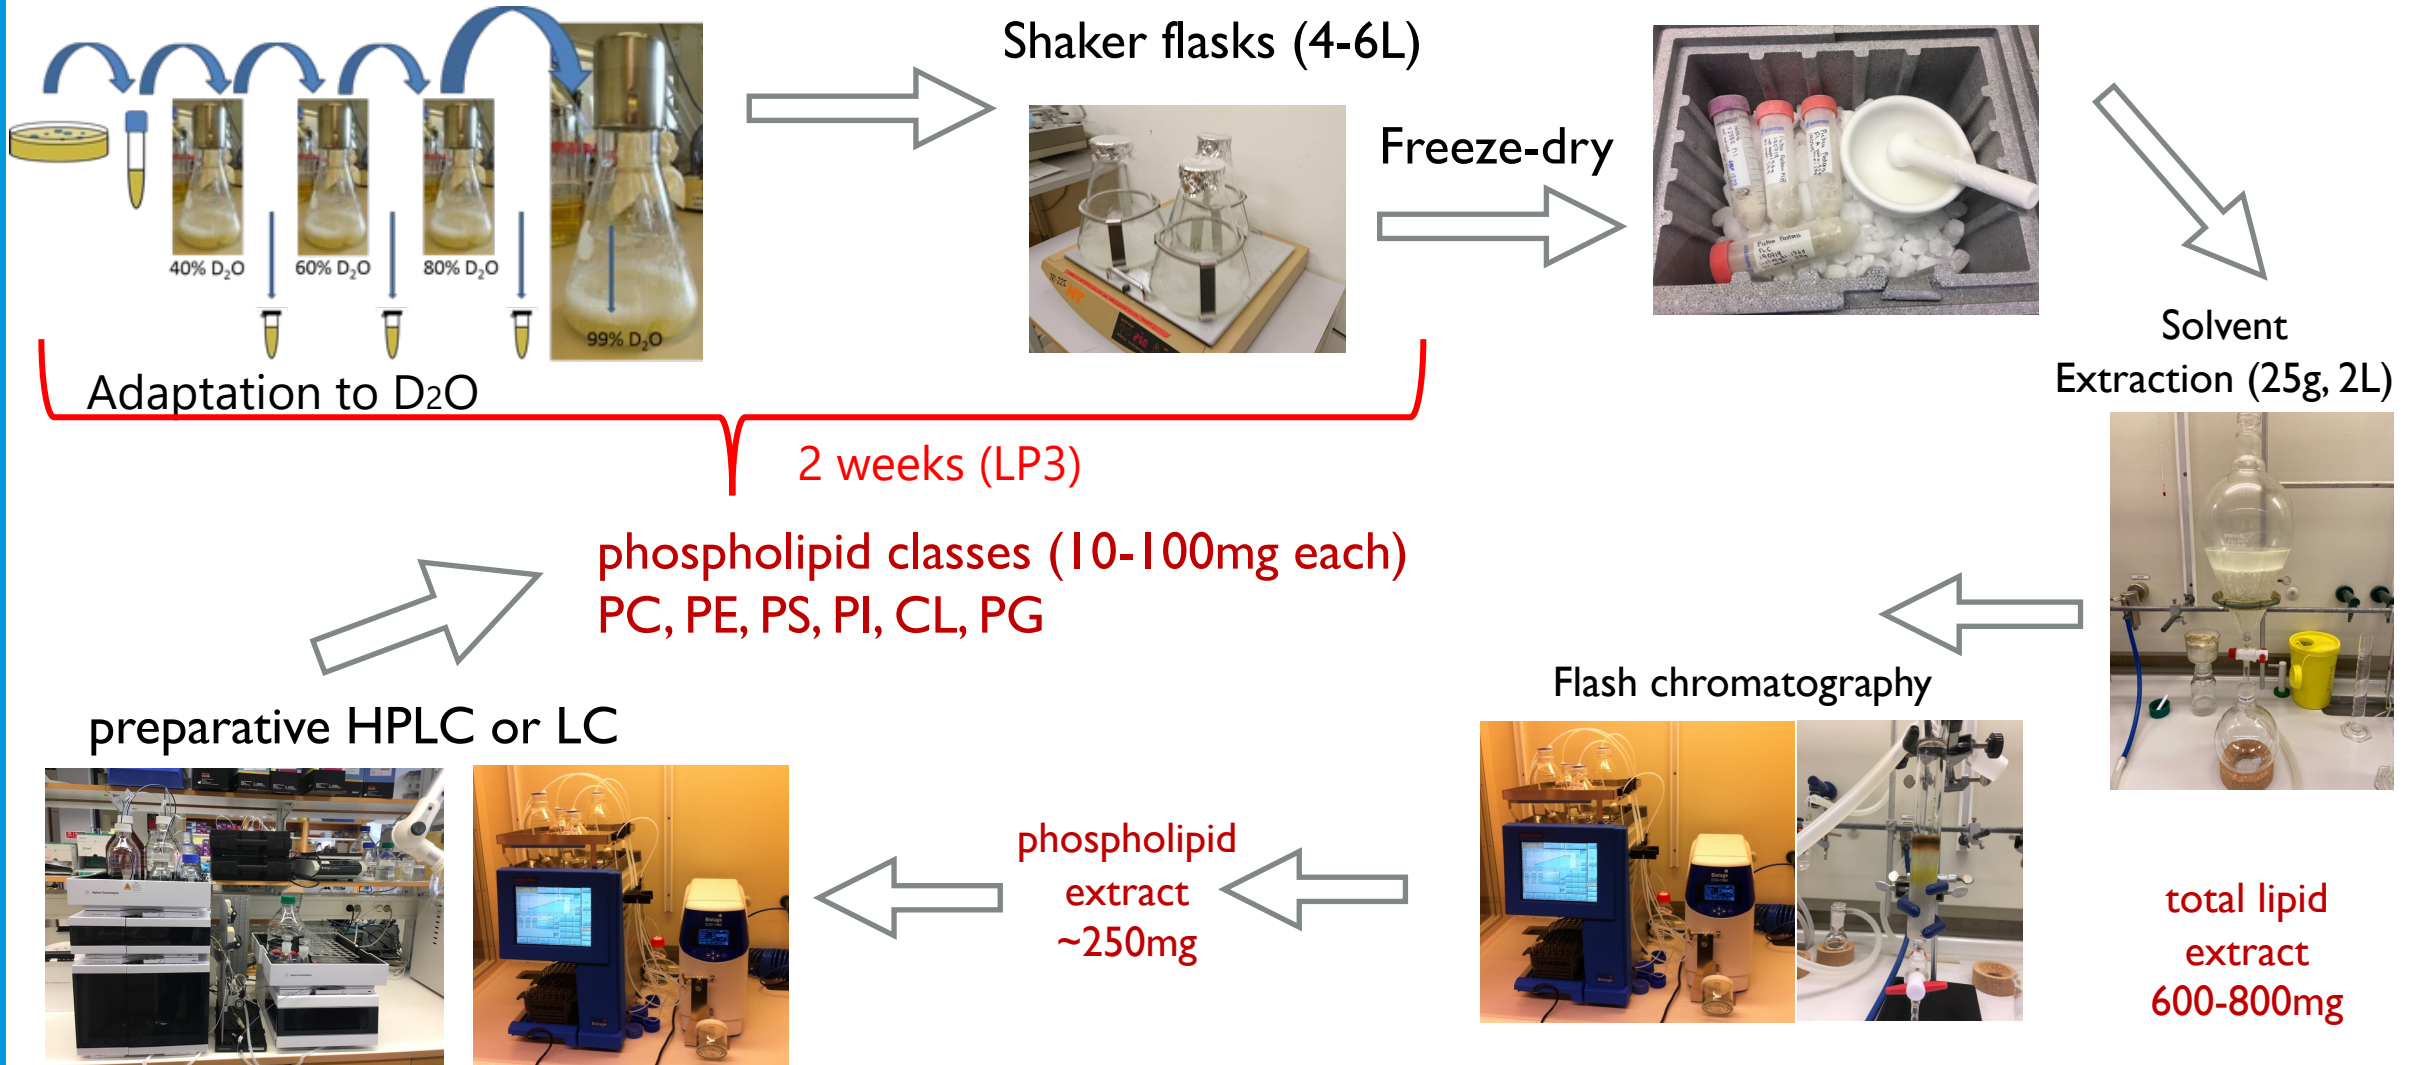 Shaker flasks (4-6L)
40% D2O
60% D2O
80% D2O
99% D2O
Adaptation to D2O
Freeze-dry
2 weeks (LP3)
Solvent
Extraction (25g, 2L)
phospholipid classes (10-100mg each)
PC, PE, PS, PI, CL, PG
Flash chromatography
preparative HPLC or LC
phospholipid
extract
~250mg
total lipid
extract
600-800mg